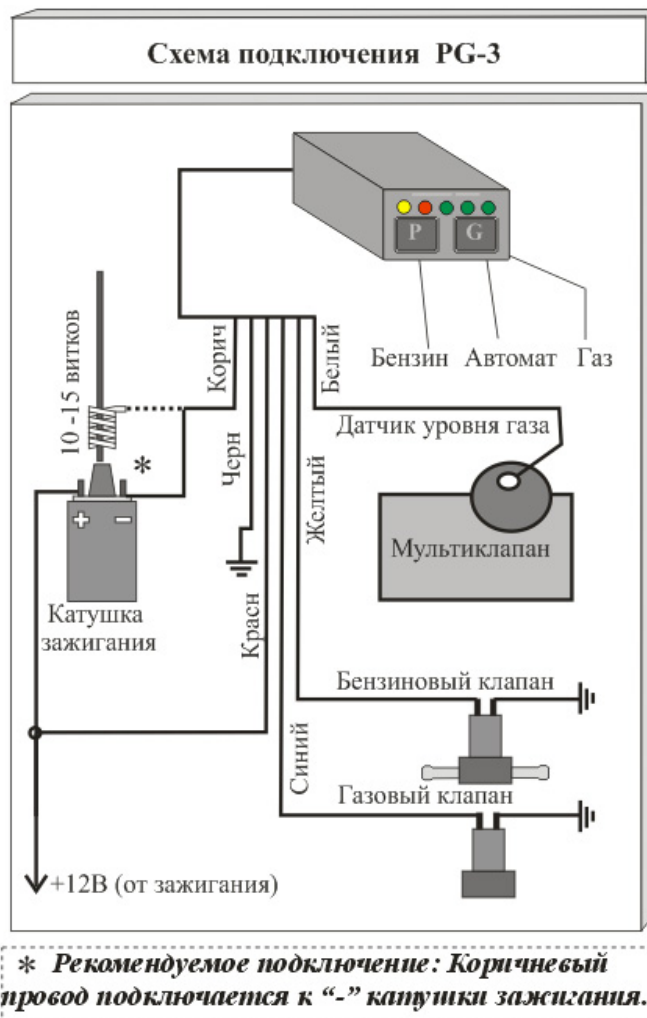 Схема подключения PG-3
P G
Бензин Автомат Газ
10 -15 витков
Корич
Черн
Красн
Синий
Желтый
Белый
Датчик уровня газа
Мультиклапан
*
+ -
Катушка
зажигания
Бензиновый клапан
Газовый клапан
+12В (от зажигания)
* Рекомендуемое подключение: Коричневый
провод подключается к “-” катушки зажигания.